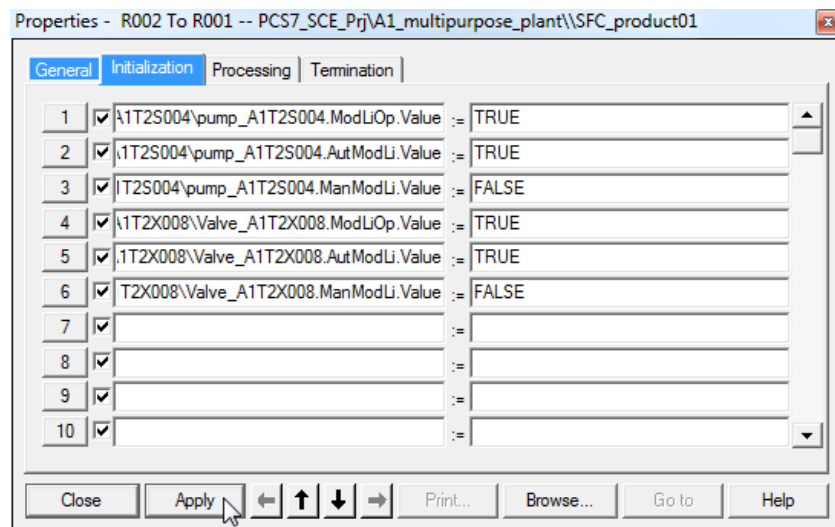 Properties - R002 To R001 -- PCS7_SCE_Prj\A1_multipurpose_plant\\SFC_product01
General Initialization Processing Termination
1 A1T2S004\pump_A1T2S004.ModLiOp.Value := TRUE
2 \1T2S004\pump_A1T2S004.AutModLi.Value := TRUE
3 IT2S004\pump_A1T2S004.ManModLi.Value := FALSE
4 \1T2X008\Valve_A1T2X008.ModLiOp.Value := TRUE
5 .1T2X008\Valve_A1T2X008.AutModLi.Value := TRUE
6 T2X008\Valve_A1T2X008.ManModLi.Value := FALSE
7 :=
8 :=
9 :=
10 :=
Close Apply Print... Browse... Go to Help